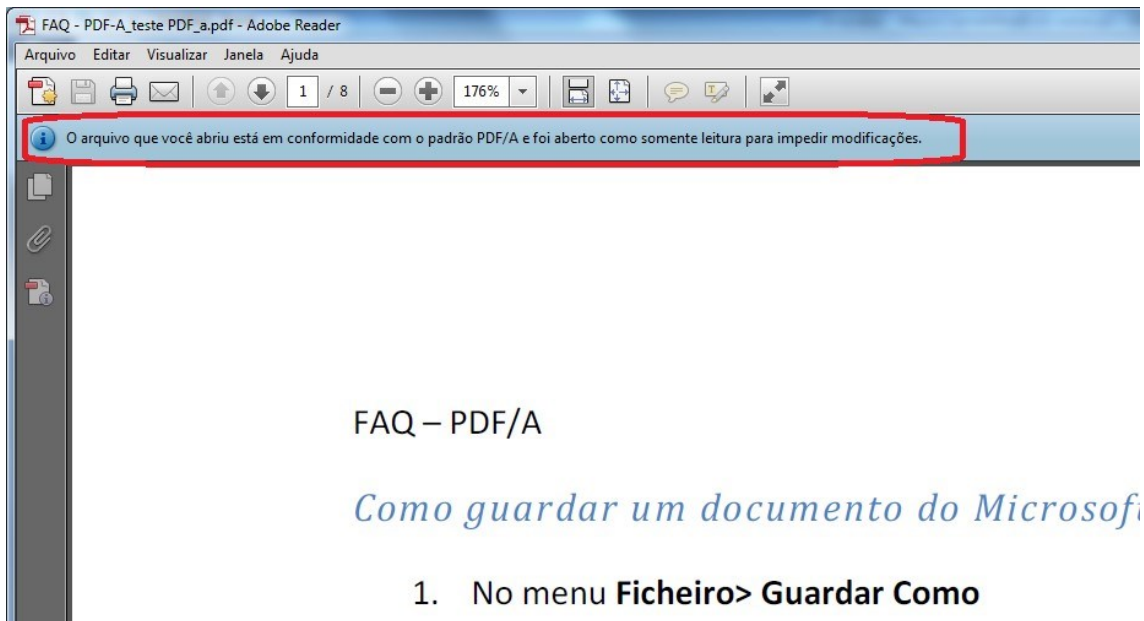 FAQ - PDF-A_teste PDF_a.pdf - Adobe Reader
Arquivo Editar Visualizar Janela Ajuda
1 / 8 176%
O arquivo que você abriu está em conformidade com o padrão PDF/A e foi aberto como somente leitura para impedir modificações.
FAQ – PDF/A
Como guardar um documento do
1. No menu Ficheiro> Guardar Como